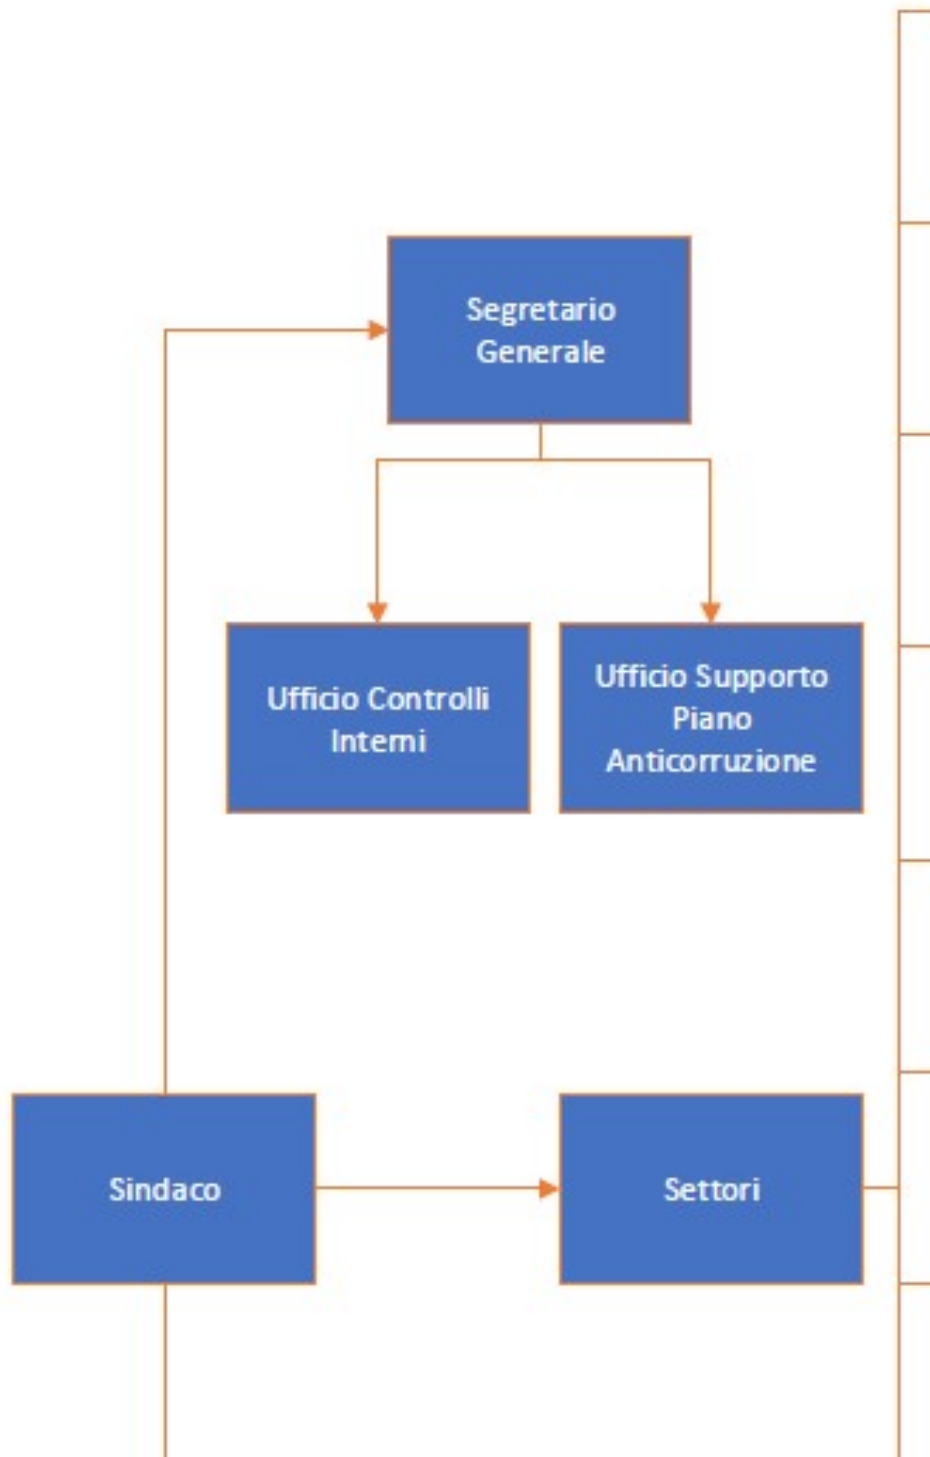 Segretario
Generale
Ufficio Controlli
Interni
Ufficio Supporto
Piano
Anticorruzione
Sindaco
Settori